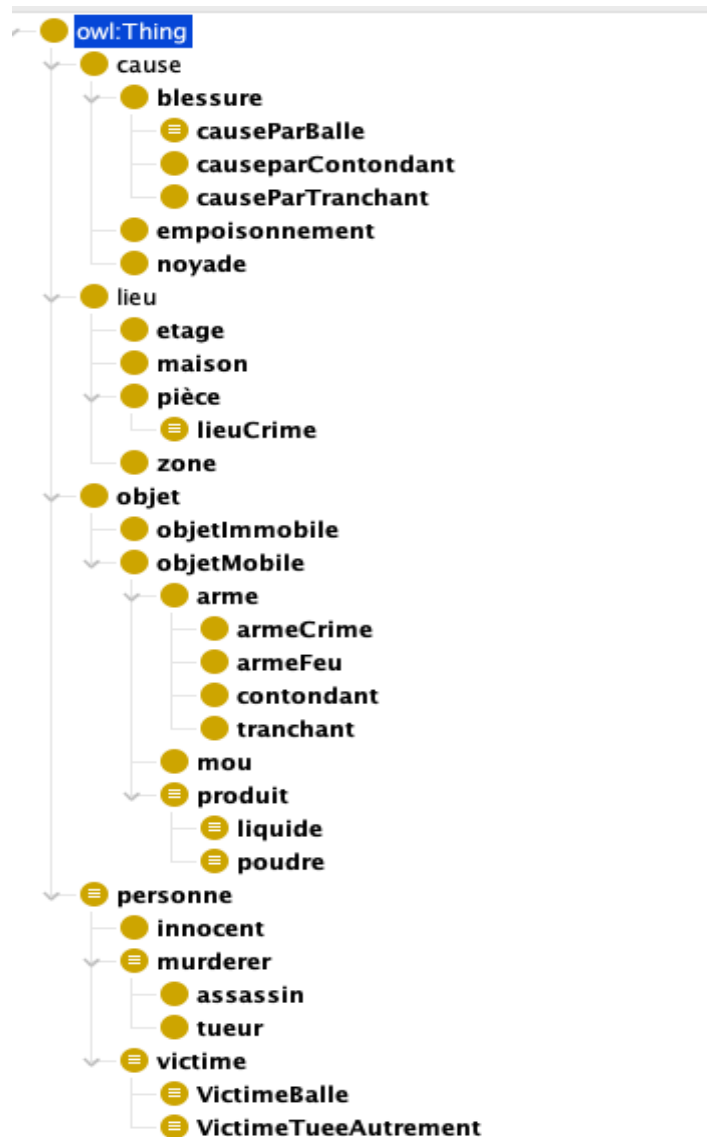 owl:Thing
cause
blessure
causeParBalle
causeparContondant
causeParTranchant
empoisonnement
noyade
lieu
etage
maison
pièce
lieuCrime
zone
objet
objetImmobile
objetMobile
arme
armeCrime
armeFeu
contondant
tranchant
mou
produit
liquide
poudre
personne
innocent
murderer
assassin
tueur
victime
VictimeBalle
VictimeTueeAutrement